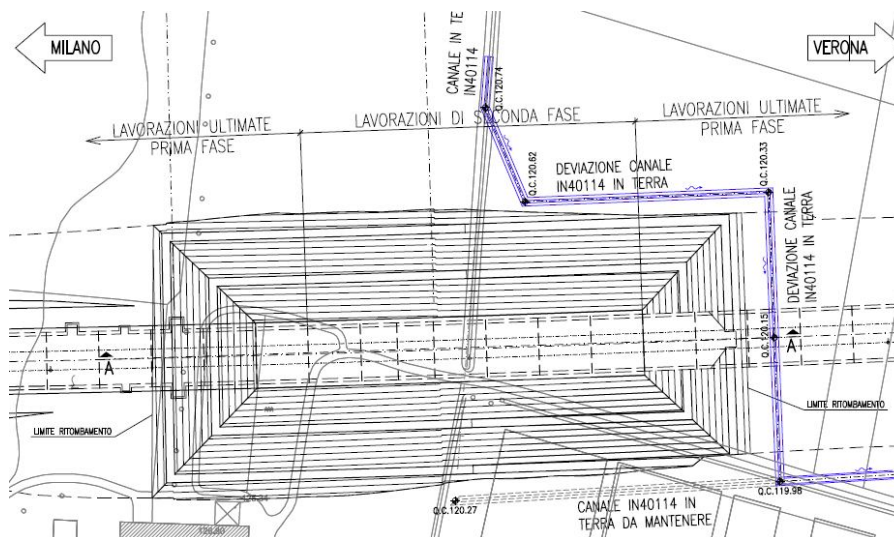 MILANO
VERONA
CANALE IN TE
IN40114
Q.C.120.74
LAVORAZIONI ULTIMATE
PRIMA FASE
LAVORAZIONI DI SECONDA FASE
LAVORAZIONI ULTIMATE
PRIMA FASE
Q.C.120.62
DEVIAZIONE CANALE
IN40114 IN TERRA
Q.C.120.33
DEVIAZIONE CANALE
IN40114 IN TERRA
Q.C.120.15
A
A
LIMITE RITOMBAMENTO
LIMITE RITOMBAMENTO
Q.C.119.98
Q.C.120.27
CANALE IN40114 IN
TERRA DA MANTENERE